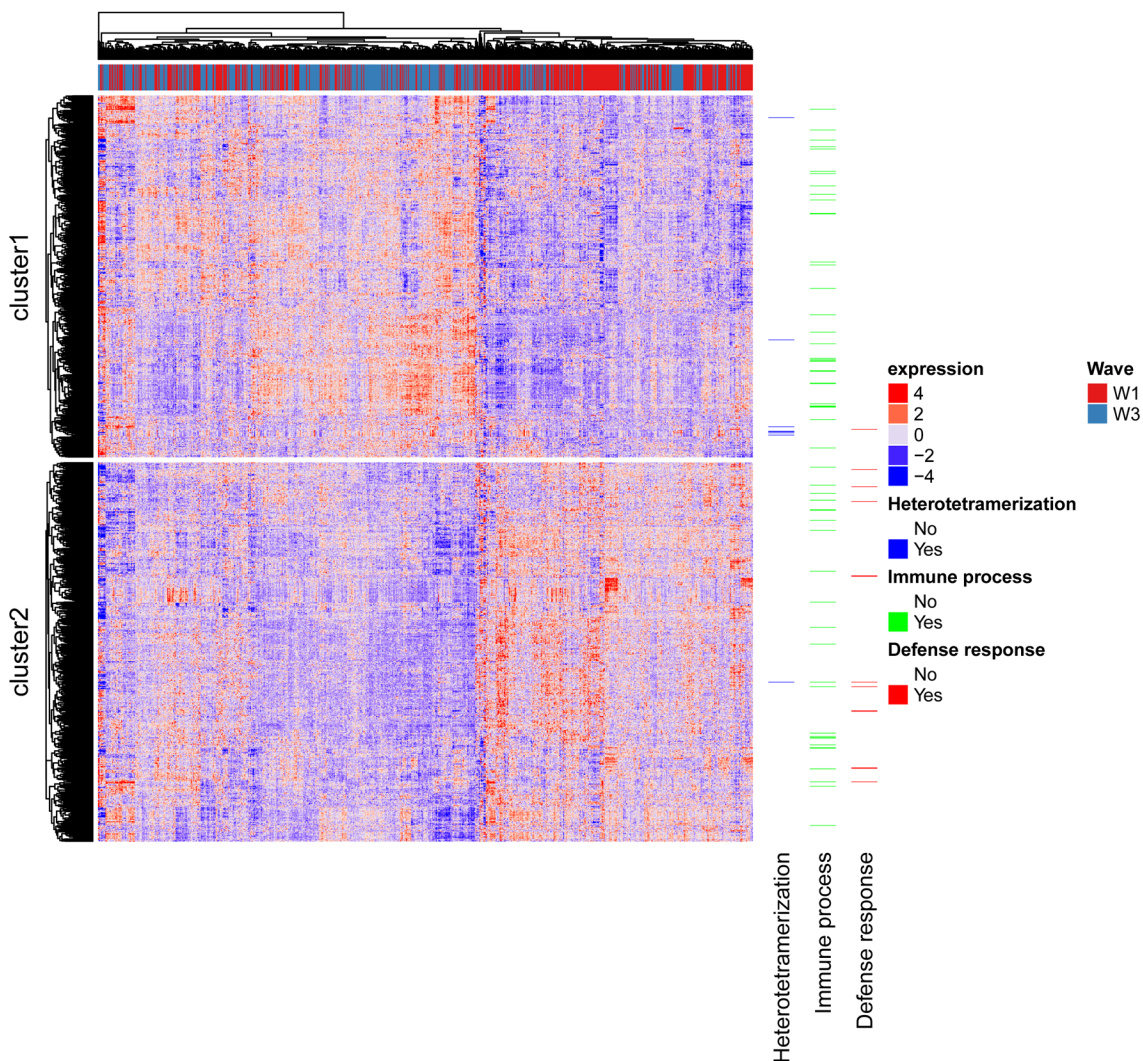 cluster1
cluster2
expression
4
2
0
−2
−4
Heterotetramerization
No
Yes
Immune process
No
Yes
Defense response
No
Yes
Wave
W1
W3
Heterotetramerization
Immune process
Defense response